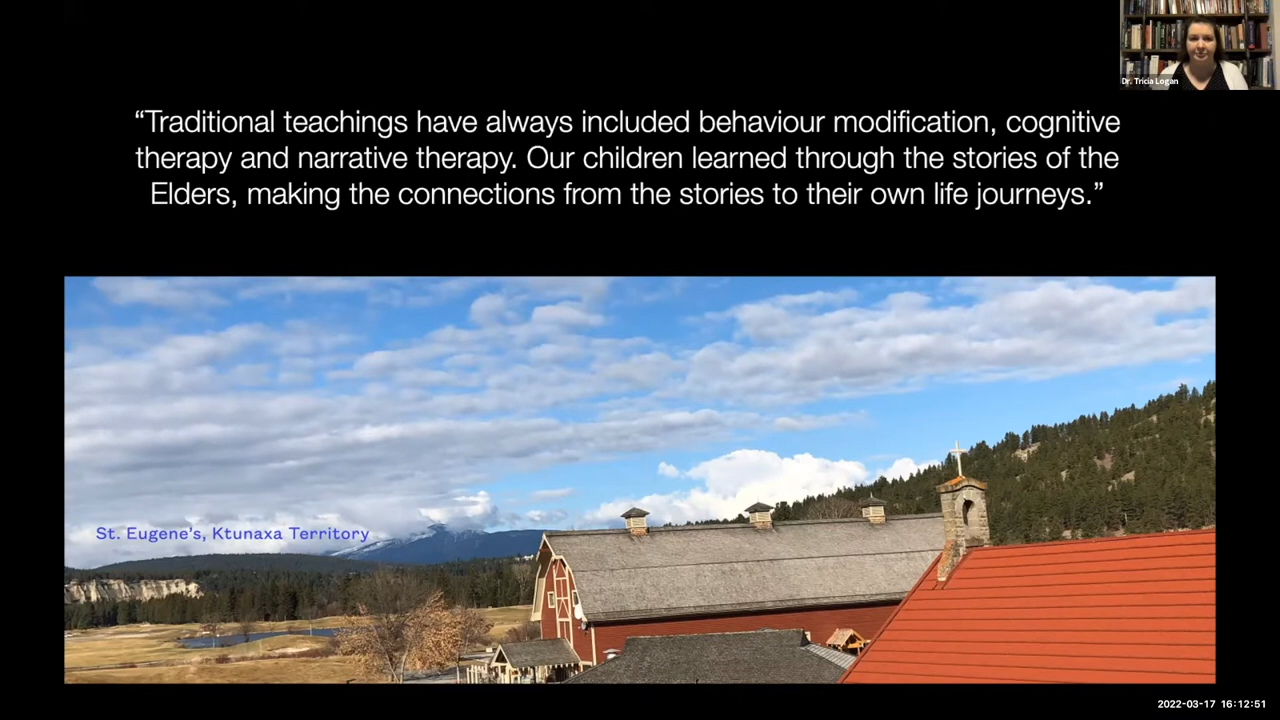 Dr. Tricia Logan
“Traditional teachings have always included behaviour modification, cognitive
therapy and narrative therapy. Our children learned through the stories of the
Elders, making the connections from the stories to their own life journeys.”
St. Eugene’s, Ktunaxa Territory
2022-03-17 16:12:51